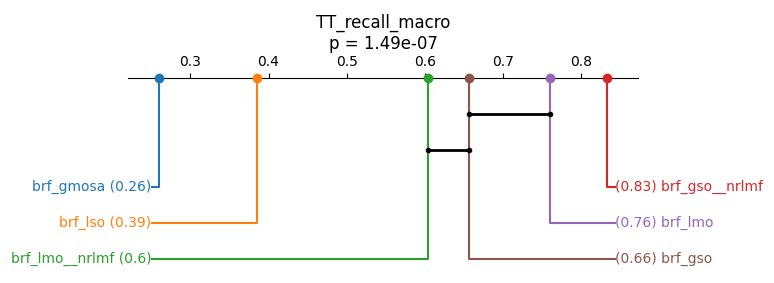 TT_recall_macro
p = 1.49e-07
0.3 0.4 0.5 0.6 0.7 0.8
brf_gmosa (0.26)
(0.83) brf_gso__nrlmf
brf_lso (0.39)
(0.76) brf_lmo
brf_lmo__nrlmf (0.6)
(0.66) brf_gso